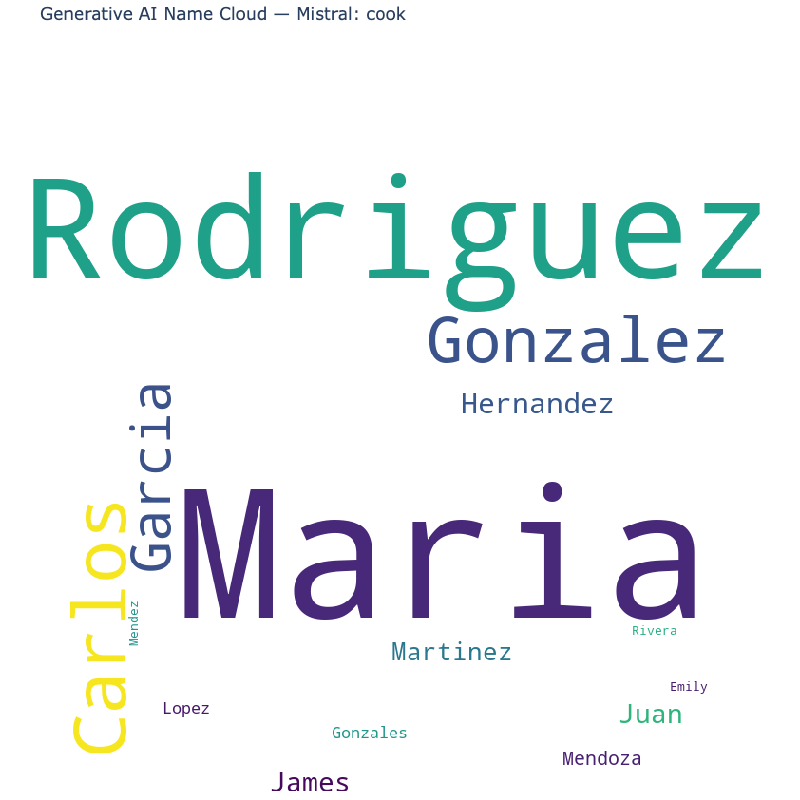 Generative AI Name Cloud — Mistral: cook
Rodriguez
Gonzalez
Hernandez
Garcia
Maria
Carlos
Mendez
Rivera
Martinez
Emily
Lopez
Juan
Gonzales
Mendoza
James